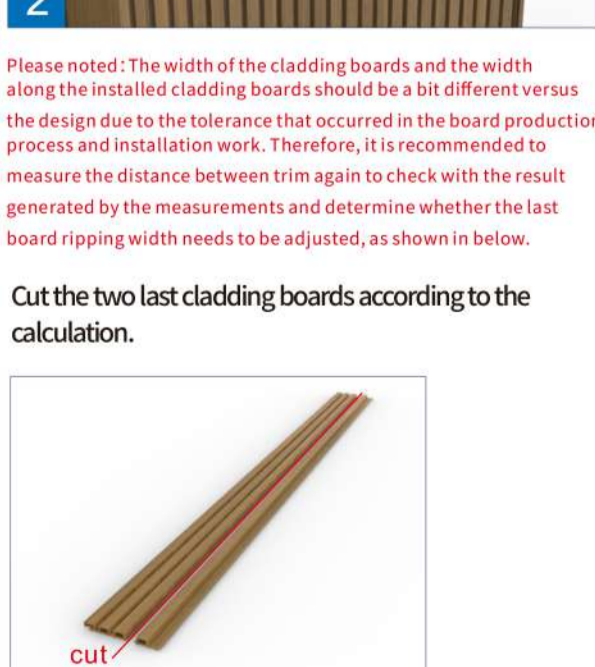 2
Please noted:The width of the cladding boards and the width
along the installed cladding boards should be a bit different versus
the design due to the tolerance that occurred in the board production
process and installation work. Therefore, it is recommended to
measure the distance between trim again to check with the result
generated by the measurements and determine whether the last
board ripping width needs to be adjusted, as shown in below.
Cut the two last cladding boards according to the
calculation.
cut